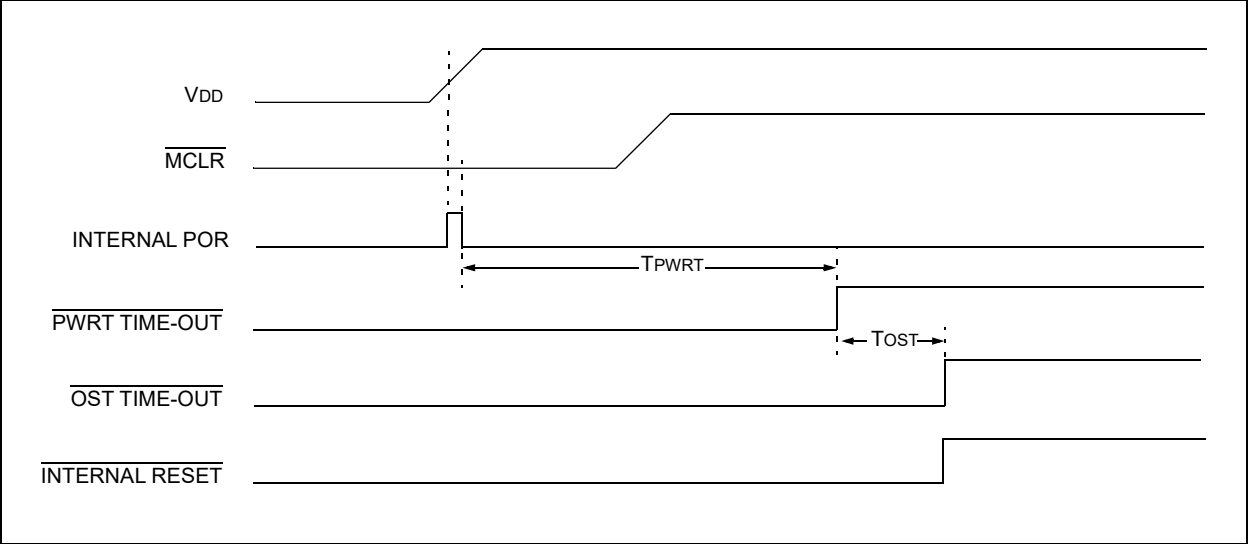 VDD
MCLR
INTERNAL POR
TPWRT
PWRT TIME-OUT
TOST
OST TIME-OUT
INTERNAL RESET